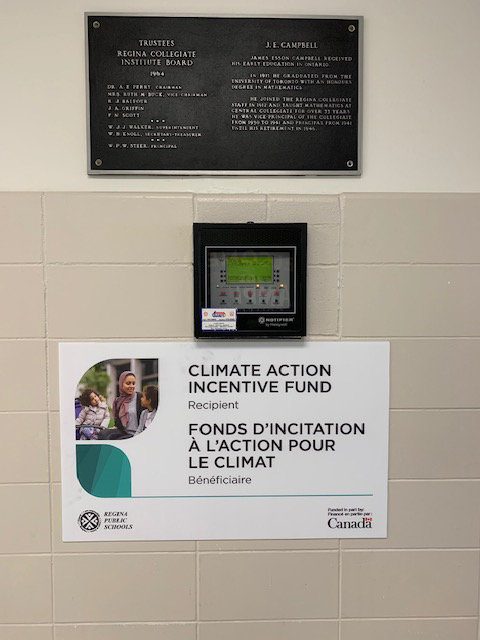 TRUSTEES
REGINA COLLEGIATE
INSTITUTE BOARD
1964
DR. A. E. PERRY, CHAIRMAN
MRS. RUTH M. BUCK, VICE-CHAIRMAN
R. J. BALFOUR
J. A. GRIFFIN
F. N. SCOTT
W. J. J. WALKER, SUPERINTENDENT
W. B. KNOLL, SECRETARY-TREASURER
W. P. W. STEER, PRINCIPAL
J. E. CAMPBELL
JAMES ESSON CAMPBELL RECEIVED
HIS EARLY EDUCATION IN ONTARIO.
IN 1911 HE GRADUATED FROM THE
UNIVERSITY OF TORONTO WITH AN HONOURS
DEGREE IN MATHEMATICS.
HE JOINED THE REGINA COLLEGIATE
STAFF IN 1912 AND TAUGHT MATHEMATICS AT
CENTRAL COLLEGIATE FOR OVER 33 YEARS.
HE WAS VICE-PRINCIPAL OF THE COLLEGIATE
FROM 1930 TO 1941 AND PRINCIPAL FROM 1941
UNTIL HIS RETIREMENT IN 1946.
NOTIFIER
by Honeywell
CLIMATE ACTION
INCENTIVE FUND
Recipient
FONDS D'INCITATION
À L'ACTION POUR
LE CLIMAT
Bénéficiaire
REGINA
PUBLIC
SCHOOLS
Funded in part by:
Financé en partie par:
Canada